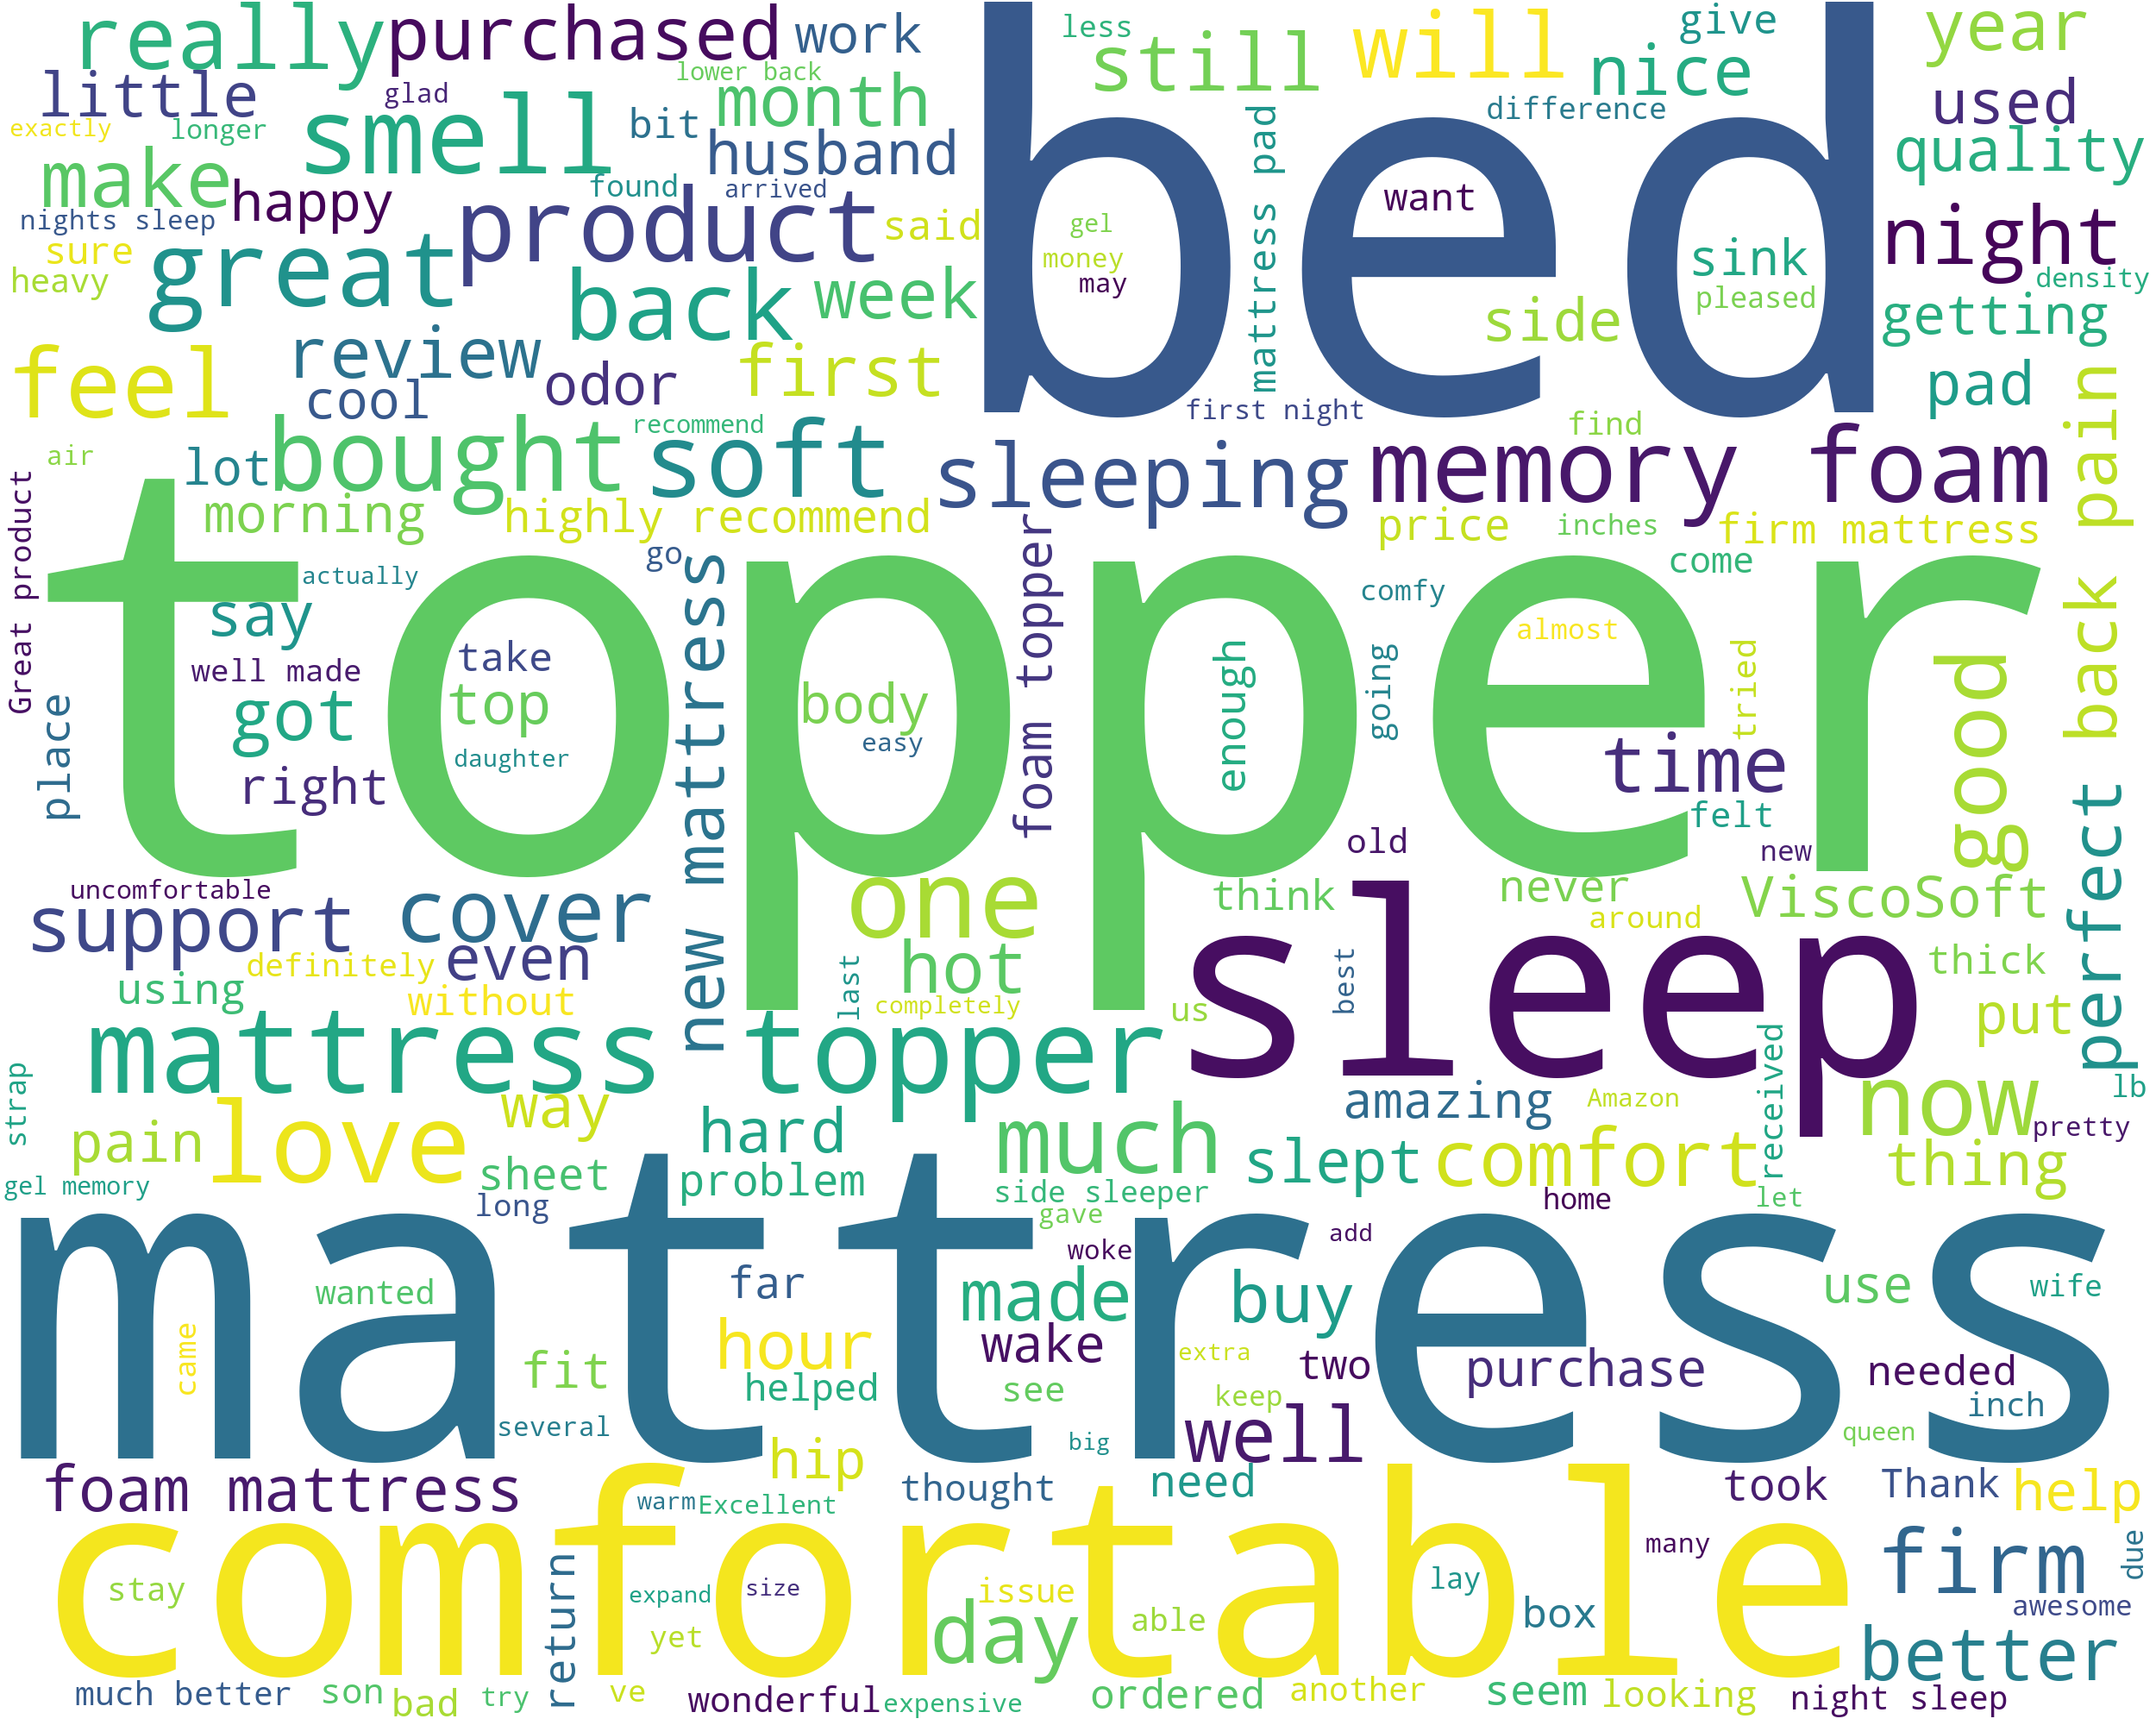 really
purchased
work
less
still
will
give
nice
year
little
glad
lower back
month
difference
used
exactly
longer
smell
bit
husband
mattress pad
bed
quality
make
happy
found
arrived
want
nights sleep
product
said
gel
sink
night
sure
great
money
heavy
may
pleased
density
back
week
side
getting
feel
review
cool
odor
first
first night
pad
back pain
recommend
find
air
lot
bought
soft
sleeping
memory foam
Great product
morning
highly recommend
price
inches
firm mattress
go
new mattress
foam topper
come
actually
comfy
say
topper
almost
well made
take
enough
going
tried
good
place
got
top
body
easy
daughter
time
right
felt
perfect
old
new
uncomfortable
support
cover
one
think
never
ViscoSoft
around
even
definitely
hot
sleep
thick
using
without
last
completely
us
best
put
mattress topper
received
strap
love
way
hard
much
amazing
Amazon
now
lb
pretty
pain
sheet
problem
slept
comfort
thing
gel memory
long
side sleeper
home
let
gave
add
woke
mattress
wanted
far
made
buy
use
wife
came
hour
wake
extra
two
purchase
needed
fit
helped
see
keep
inch
several
well
big
queen
hip
foam mattress
thought
need
took
Thank
help
warm
Excellent
comfortable
many
firm
due
stay
return
expand
size
issue
lay
awesome
yet
day
able
box
better
much better
son
bad
try
ve
wonderful
expensive
ordered
another
seem
looking
night sleep